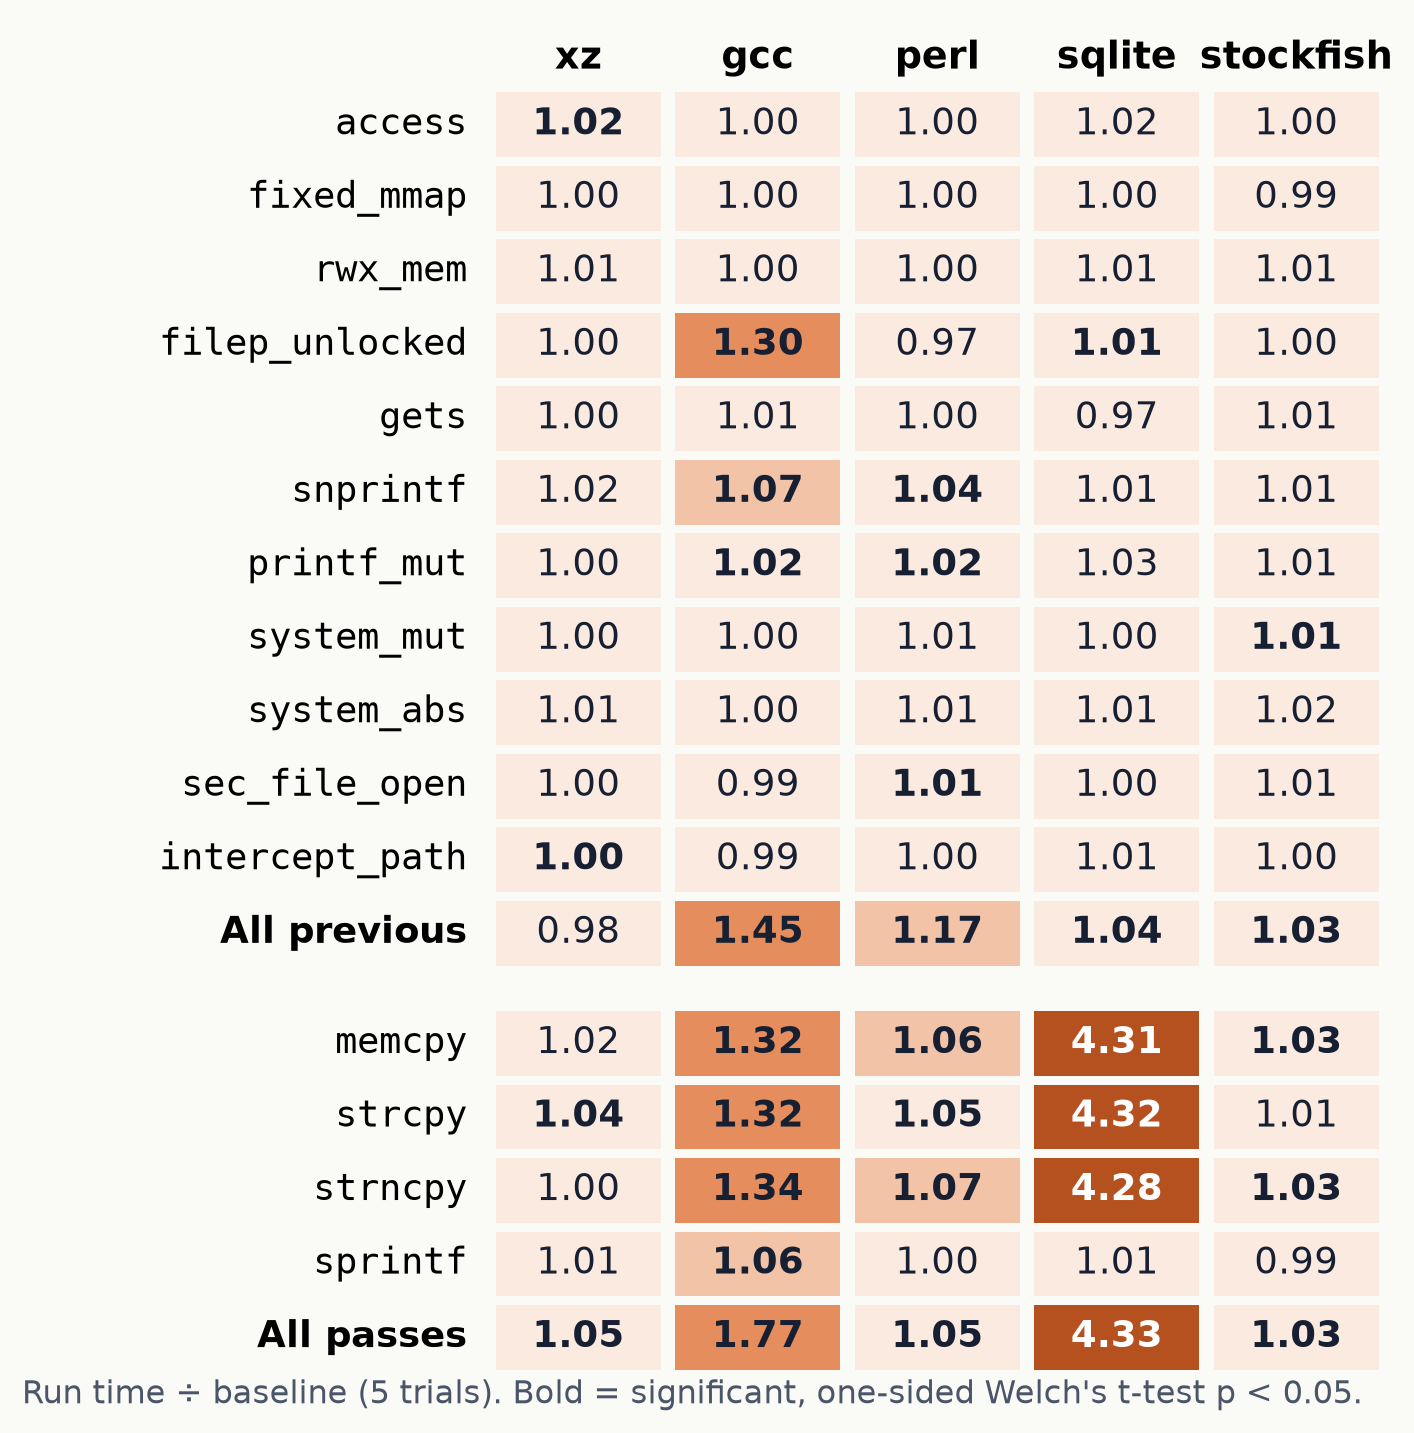 xz gcc perl sqlite stockfish
access 1.02 1.00 1.00 1.02 1.00
fixed_mmap 1.00 1.00 1.00 1.00 0.99
rwx_mem 1.01 1.00 1.00 1.01 1.01
filep_unlocked 1.00 1.30 0.97 1.01 1.00
gets 1.00 1.01 1.00 0.97 1.01
snprintf 1.02 1.07 1.04 1.01 1.01
printf_mut 1.00 1.02 1.02 1.03 1.01
system_mut 1.00 1.00 1.01 1.00 1.01
system_abs 1.01 1.00 1.01 1.01 1.02
sec_file_open 1.00 0.99 1.01 1.00 1.01
intercept_path 1.00 0.99 1.00 1.01 1.00
All previous 0.98 1.45 1.17 1.04 1.03
memcpy 1.02 1.32 1.06 4.31 1.03
strcpy 1.04 1.32 1.05 4.32 1.01
strncpy 1.00 1.34 1.07 4.28 1.03
sprintf 1.01 1.06 1.00 1.01 0.99
All passes 1.05 1.77 1.05 4.33 1.03
Run time ÷ baseline (5 trials). Bold = significant, one-sided Welch's t-test p < 0.05.